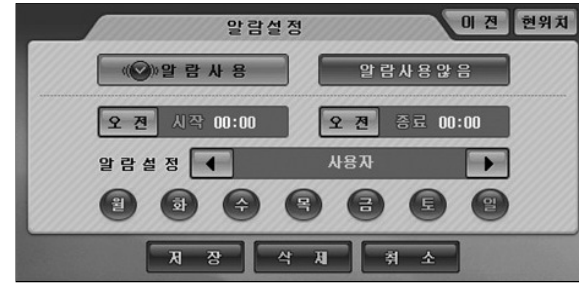 알람설정 이전 현위치
알람사용 알람사용않음
오전 시작 00:00 오전 종료 00:00
알람설정 사용자
월 화 수 목 금 토 일
저장 삭제 취소